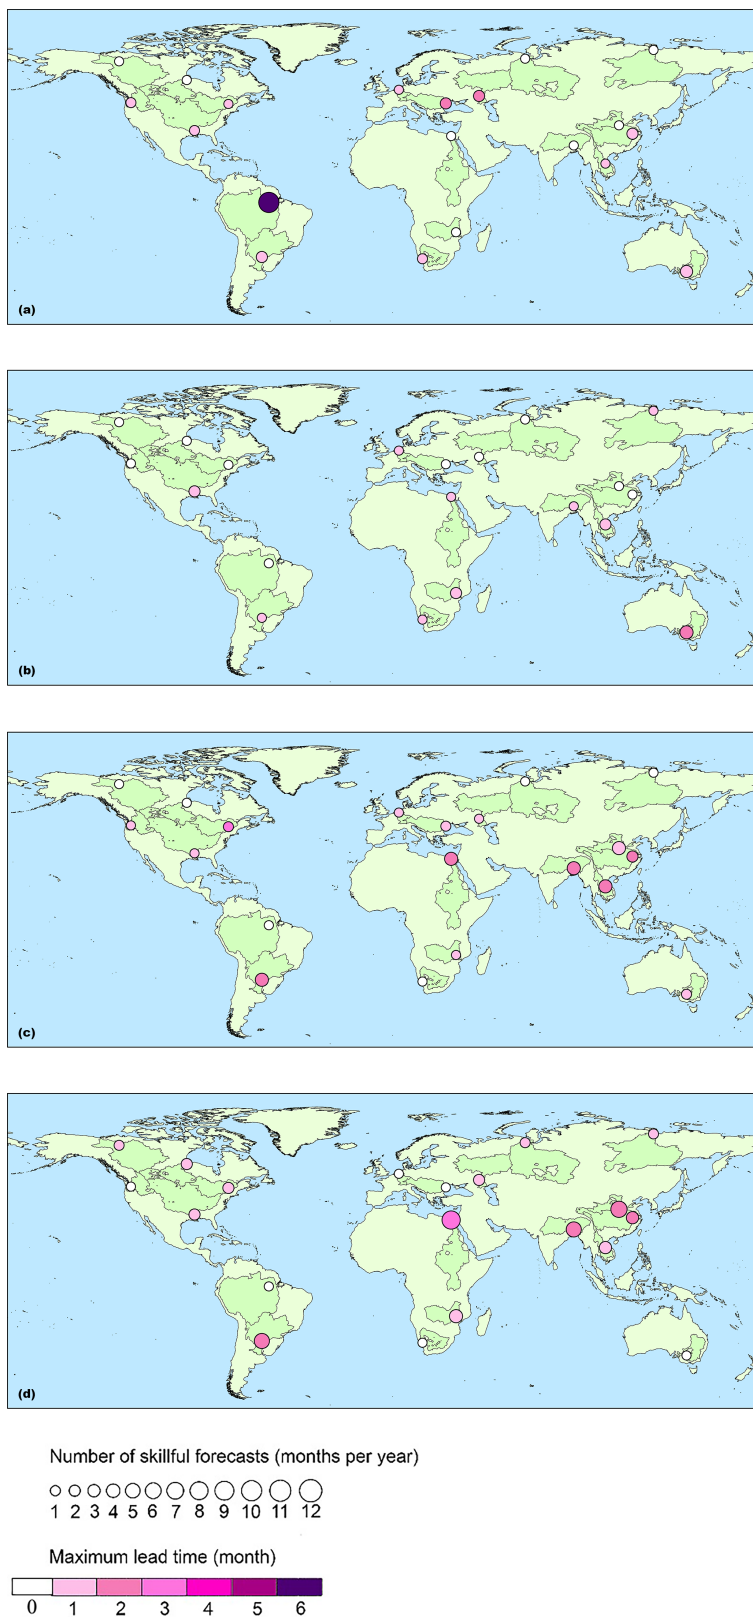 (a)
(b)
(c)
(d)
Number of skillful forecasts (months per year)
1 2 3 4 5 6 7 8 9 10 11 12
Maximum lead time (month)
0 1 2 3 4 5 6